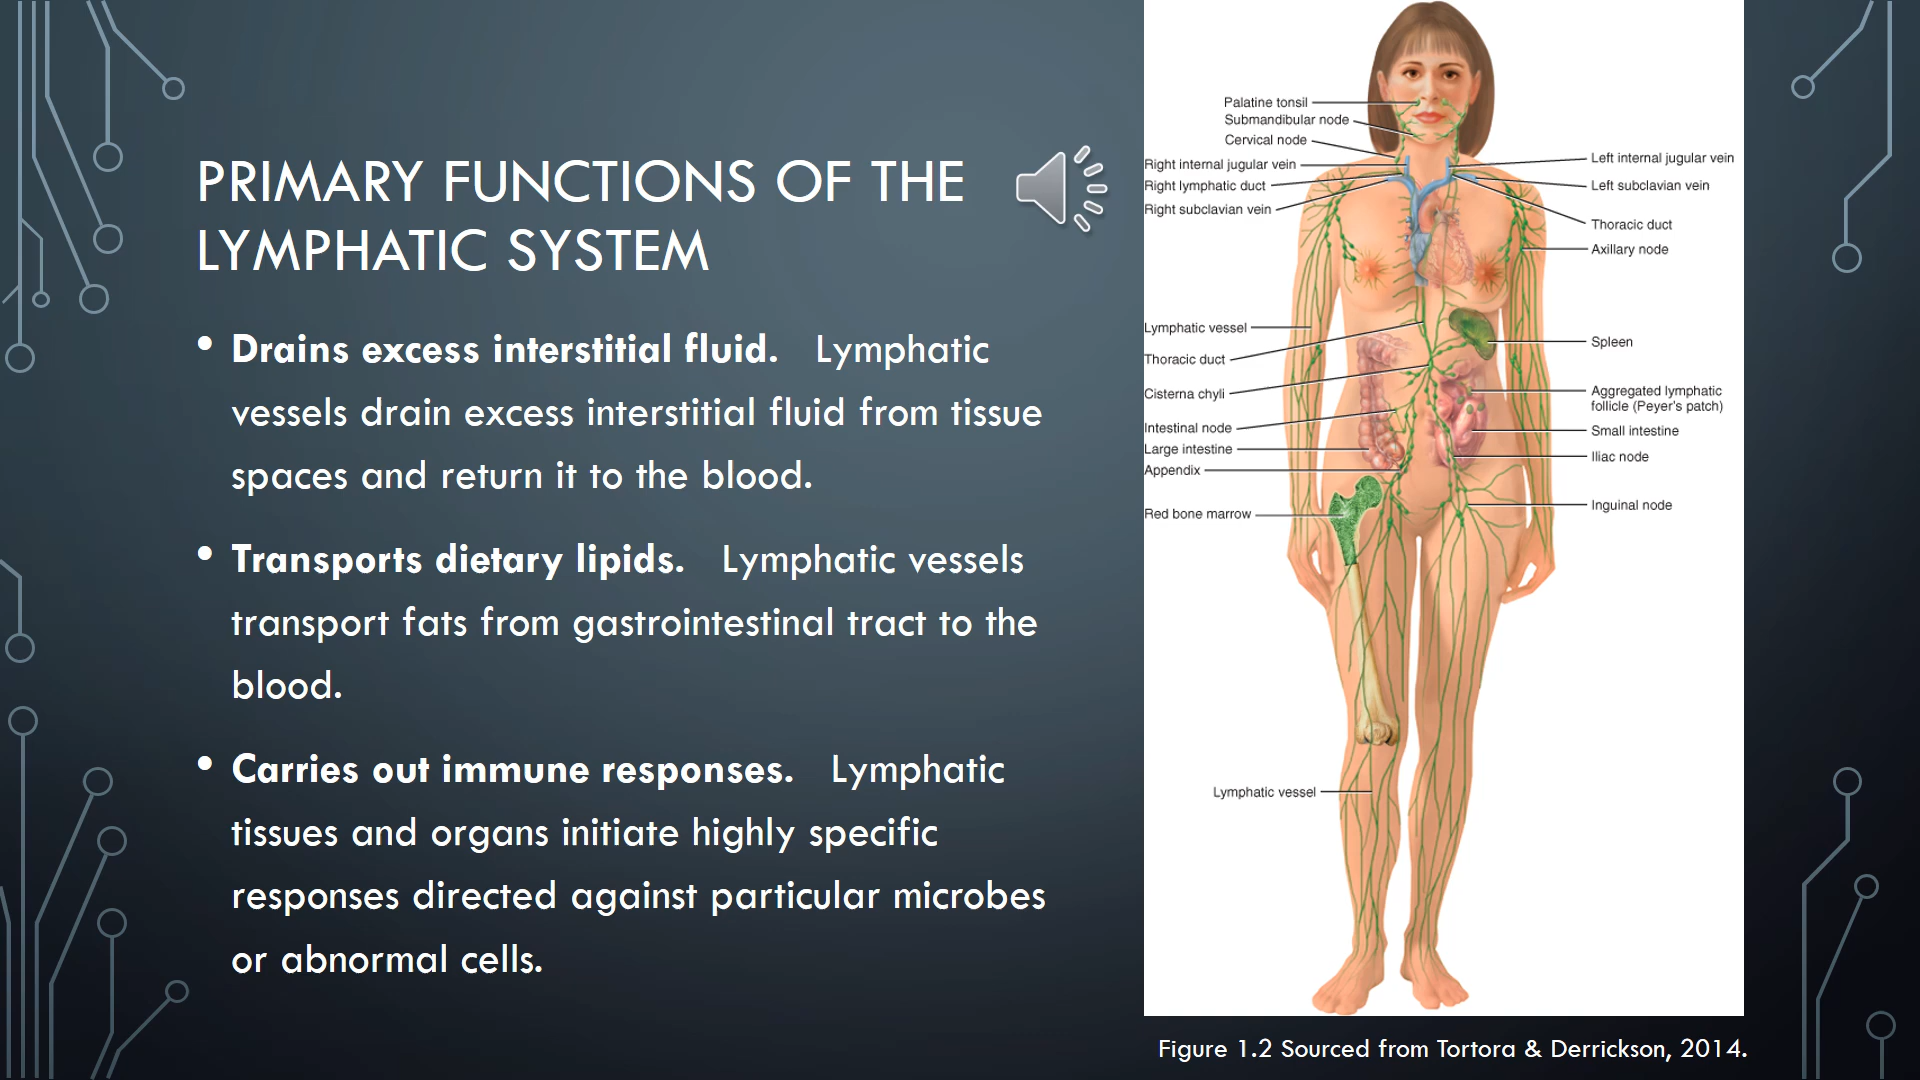 PRIMARY FUNCTIONS OF THE
LYMPHATIC SYSTEM
• Drains excess interstitial fluid. Lymphatic
vessels drain excess interstitial fluid from tissue
spaces and return it to the blood.
• Transports dietary lipids. Lymphatic vessels
transport fats from gastrointestinal tract to the
blood.
• Carries out immune responses. Lymphatic
tissues and organs initiate highly specific
responses directed against particular microbes
or abnormal cells.
Palatine tonsil
Submandibular node
Cervical node
Right internal jugular vein
Right lymphatic duct
Right subclavian vein
Lymphatic vessel
Thoracic duct
Cisterna chyli
Intestinal node
Large intestine
Appendix
Red bone marrow
Lymphatic vessel
Left internal jugular vein
Left subclavian vein
Thoracic duct
Axillary node
Spleen
Aggregated lymphatic
follicle (Peyer's patch)
Small intestine
Iliac node
Inguinal node
Figure 1.2 Sourced from Tortora & Derrickson, 2014.